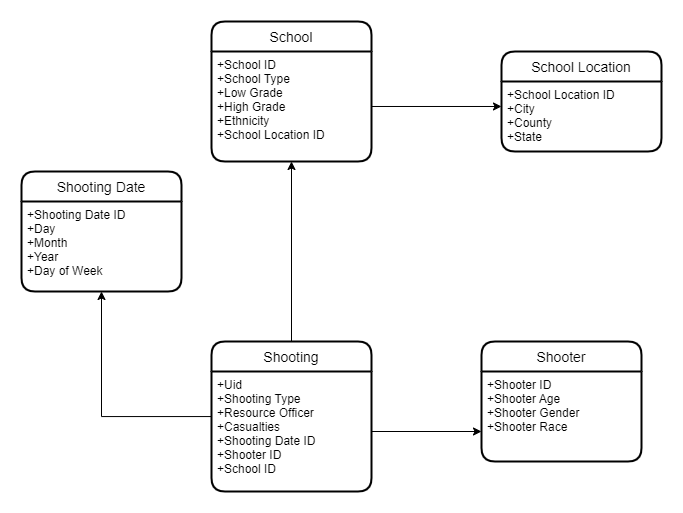 School
+School ID
+School Type
+Low Grade
+High Grade
+Ethnicity
+School Location ID
School Location
+School Location ID
+City
+County
+State
Shooting Date
+Shooting Date ID
+Day
+Month
+Year
+Day of Week
Shooting
+Uid
+Shooting Type
+Resource Officer
+Casualties
+Shooting Date ID
+Shooter ID
+School ID
Shooter
+Shooter ID
+Shooter Age
+Shooter Gender
+Shooter Race